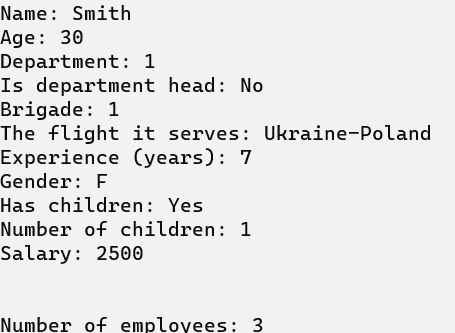 Name: Smith
Age: 30
Department: 1
Is department head: No
Brigade: 1
The flight it serves: Ukraine-Poland
Experience (years): 7
Gender: F
Has children: Yes
Number of children: 1
Salary: 2500
Number of employees: 3